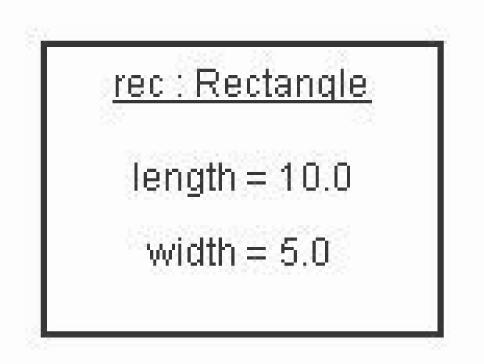 rec : Rectangle
length = 10.0
width = 5.0